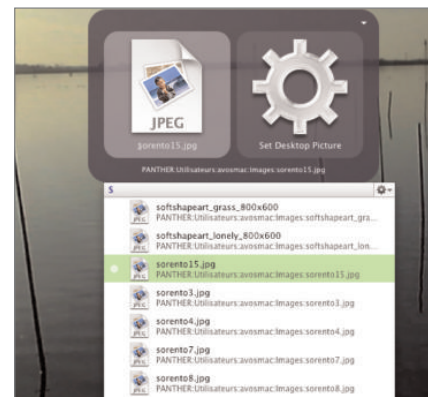 JPEG
sorento15.jpg
Set Desktop Picture
PANTHER:Utilisateurs:avosmac:Images:sorento15.jpg
S
softshapeart_grass_800x600
PANTHER:Utilisateurs:avosmac:Images:softshapeart_gra...
softshapeart_lonely_800x600
PANTHER:Utilisateurs:avosmac:Images:softshapeart_lon...
sorento15.jpg
PANTHER:Utilisateurs:avosmac:Images:sorento15.jpg
sorento3.jpg
PANTHER:Utilisateurs:avosmac:Images:sorento3.jpg
sorento4.jpg
PANTHER:Utilisateurs:avosmac:Images:sorento4.jpg
sorento7.jpg
PANTHER:Utilisateurs:avosmac:Images:sorento7.jpg
sorento8.jpg
PANTHER:Utilisateurs:avosmac:Images:sorento8.jpg